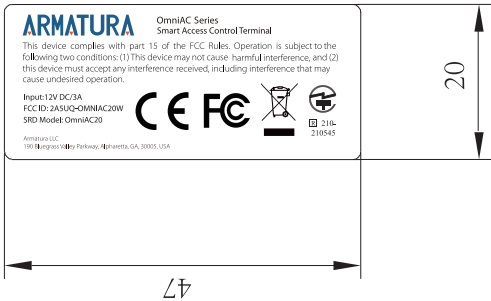 ARMATURA
OmniAC Series
Smart Access Control Terminal
This device complies with part 15 of the FCC Rules. Operation is subject to the
following two conditions: (1) This device may not cause harmful interference, and (2)
this device must accept any interference received, including interference that may
cause undesired operation.
Input:12V DC/3A
FCC ID: 2A5UQ-OMNIAC20W
SRD Model: OmniAC20
CE FC
R 210-
210545
Armatura LLC
190 Bluegrass Valley Parkway, Alpharetta, GA, 30005, USA
20
47